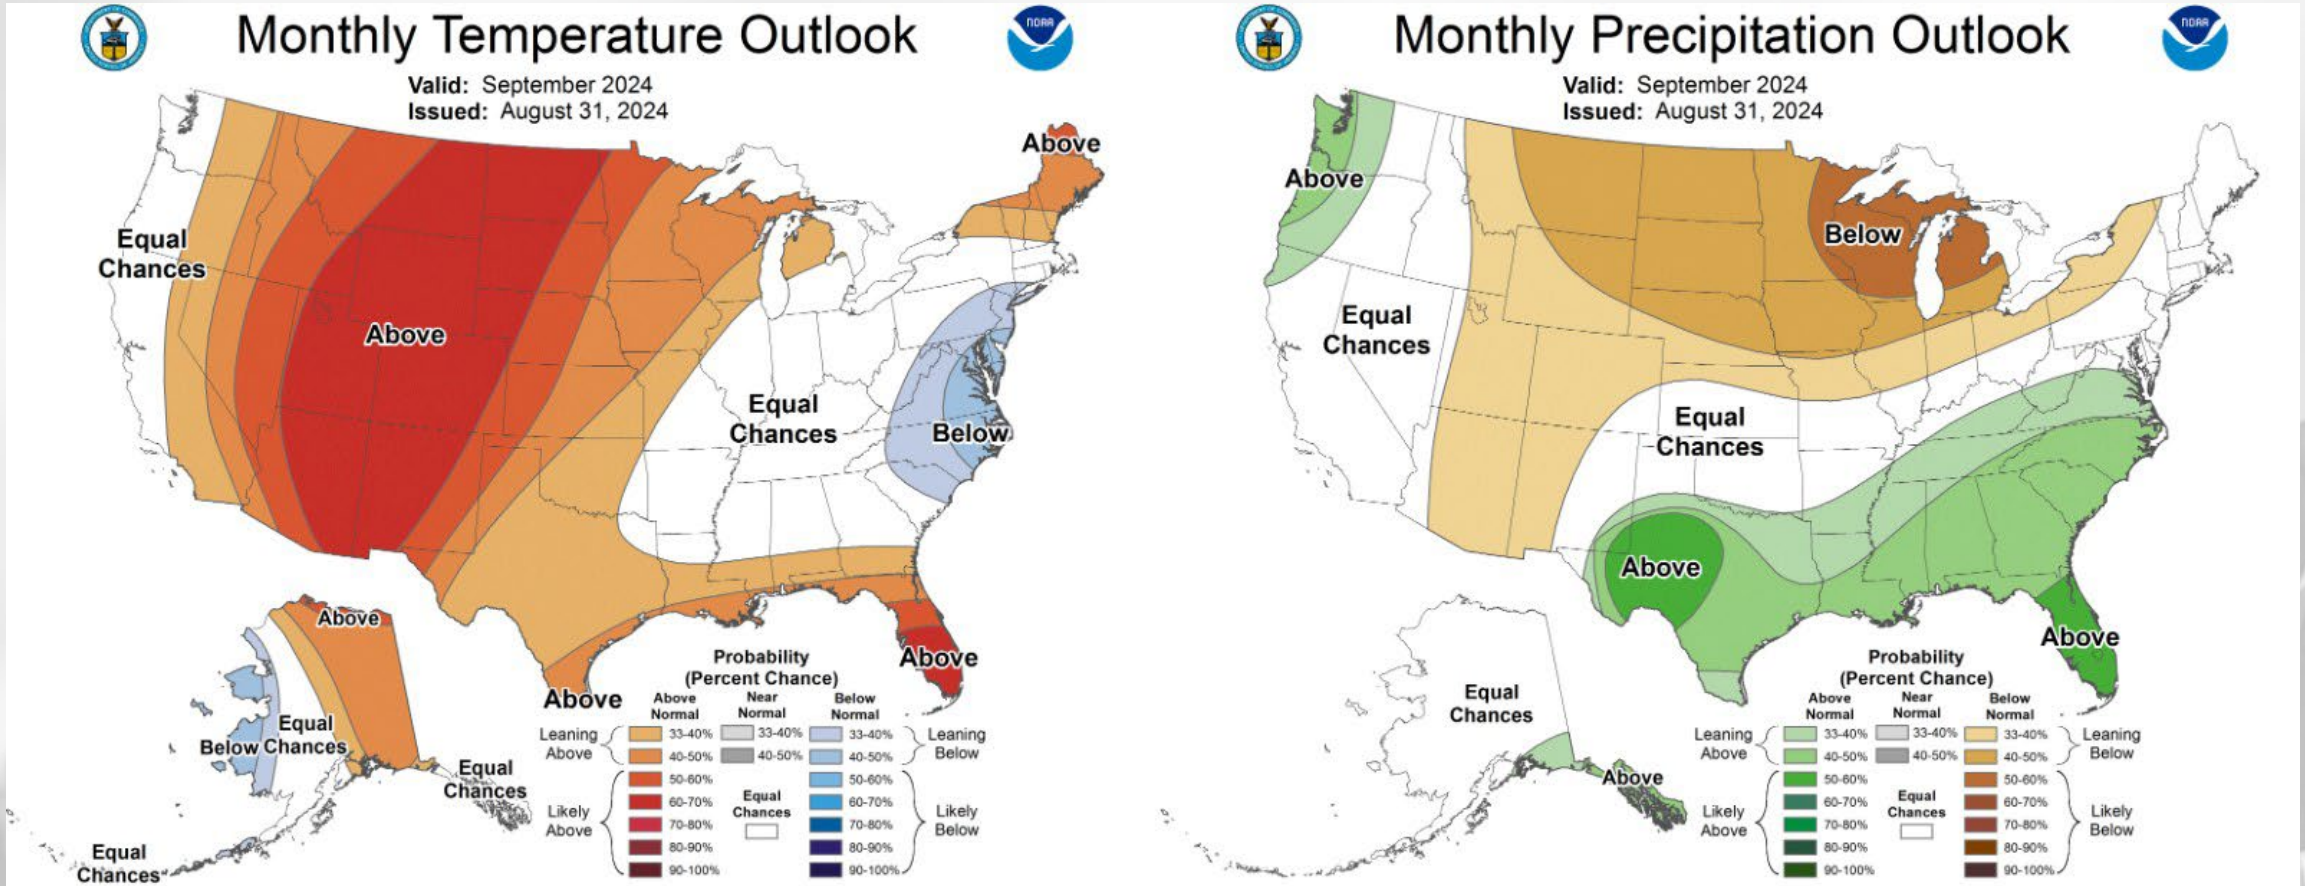 Monthly Temperature Outlook
NOAA
Valid: September 2024
Issued: August 31, 2024
Above
Equal
Chances
Above
Equal
Chances
Below
Above
Above
Above
Equal
Chances
Below
Equal
Chances
Equal
Chances
Probability
(Percent Chance)
Above
Normal
Near
Normal
Below
Normal
Leaning
Above
33-40%
33-40%
33-40%
Leaning
Below
40-50%
40-50%
40-50%
50-60%
50-60%
Likely
Above
60-70%
Equal
Chances
60-70%
Likely
Below
70-80%
70-80%
80-90%
80-90%
90-100%
90-100%
Monthly Precipitation Outlook
NOAA
Valid: September 2024
Issued: August 31, 2024
Above
Below
Equal
Chances
Equal
Chances
Above
Above
Equal
Chances
Above
Probability
(Percent Chance)
Above
Normal
Near
Normal
Below
Normal
Leaning
Above
33-40%
33-40%
33-40%
Leaning
Below
40-50%
40-50%
40-50%
50-60%
50-60%
Likely
Above
60-70%
Equal
Chances
60-70%
Likely
Below
70-80%
70-80%
80-90%
80-90%
90-100%
90-100%